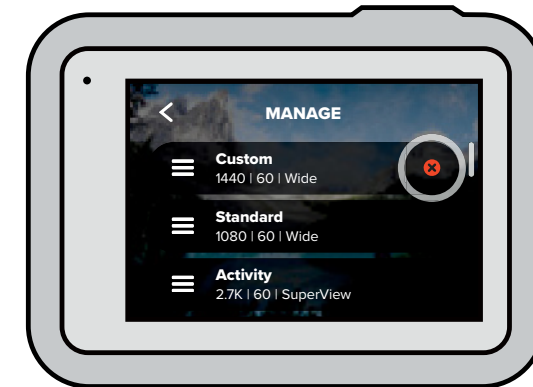 MANAGE
Custom
1440 | 60 | Wide
Standard
1080 | 60 | Wide
Activity
2.7K | 60 | SuperView